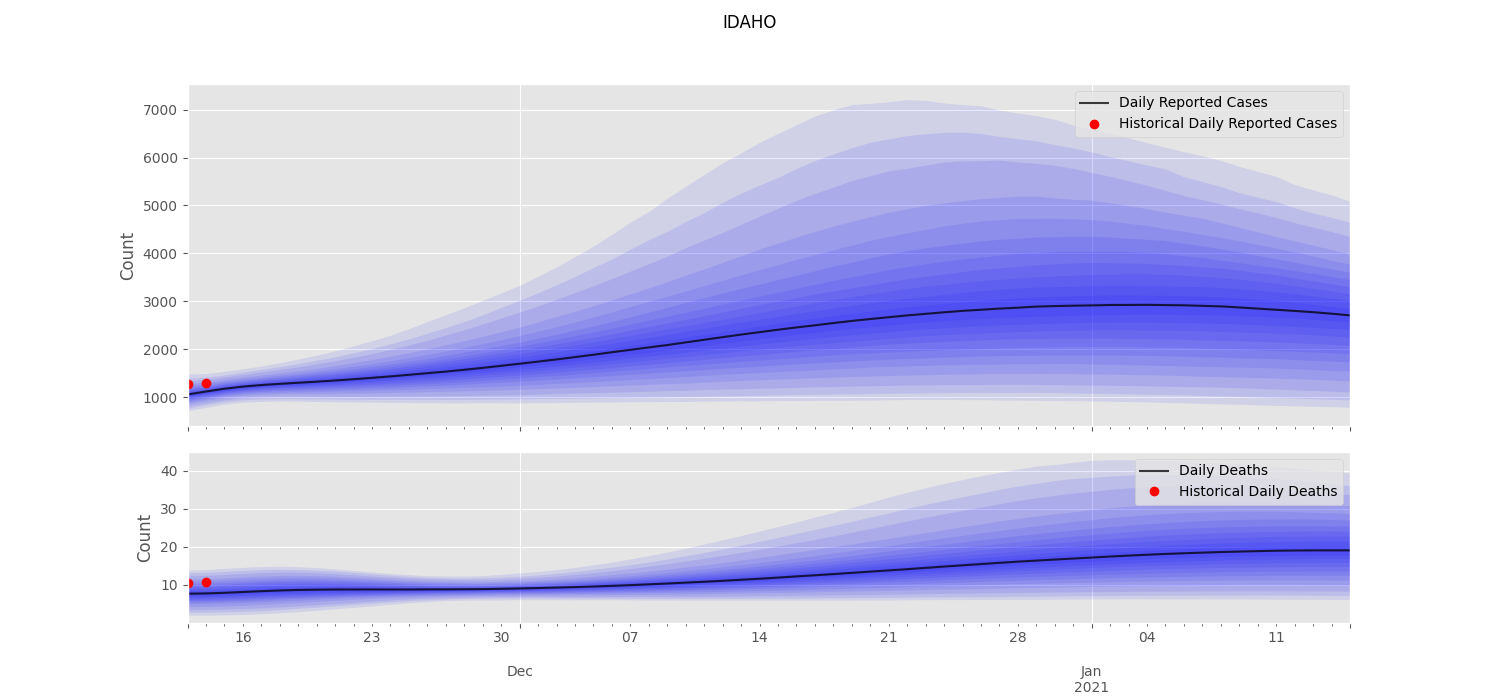 IDAHO
7000
6000
5000
4000
3000
2000
1000
Count
Daily Reported Cases
Historical Daily Reported Cases
40
30
20
10
Count
Daily Deaths
Historical Daily Deaths
16 23 30 07 14 21 28 04 11
Dec Jan
2021